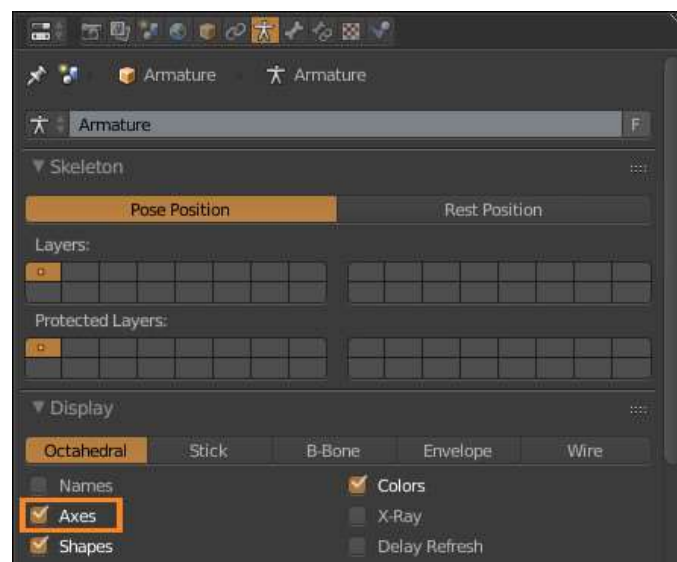 Armature Armature
Armature F
Skeleton
Pose Position Rest Position
Layers:
Protected Layers:
Display
Octahedral Stick B-Bone Envelope Wire
Names Colors
Axes X-Ray
Shapes Delay Refresh